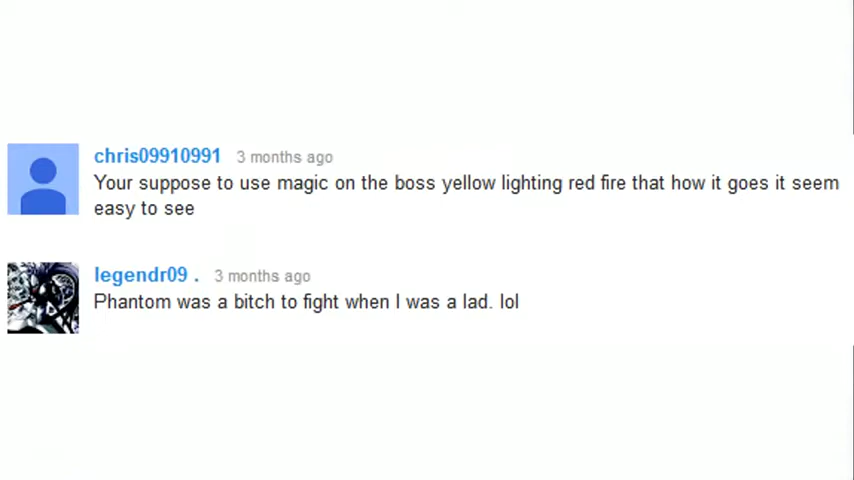 chris09910991 3 months ago
Your suppose to use magic on the boss yellow lighting red fire that how it goes it seem
easy to see
legendr09 . 3 months ago
Phantom was a bitch to fight when I was a lad. lol